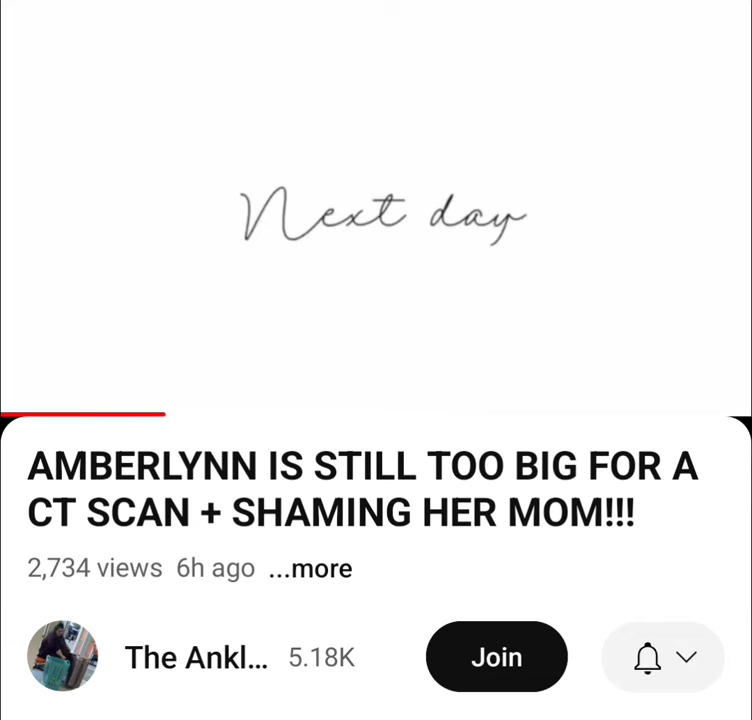 Next day
AMBERLYNN IS STILL TOO BIG FOR A
CT SCAN + SHAMING HER MOM!!!
2,734 views 6h ago ...more
The Ankl... 5.18K Join